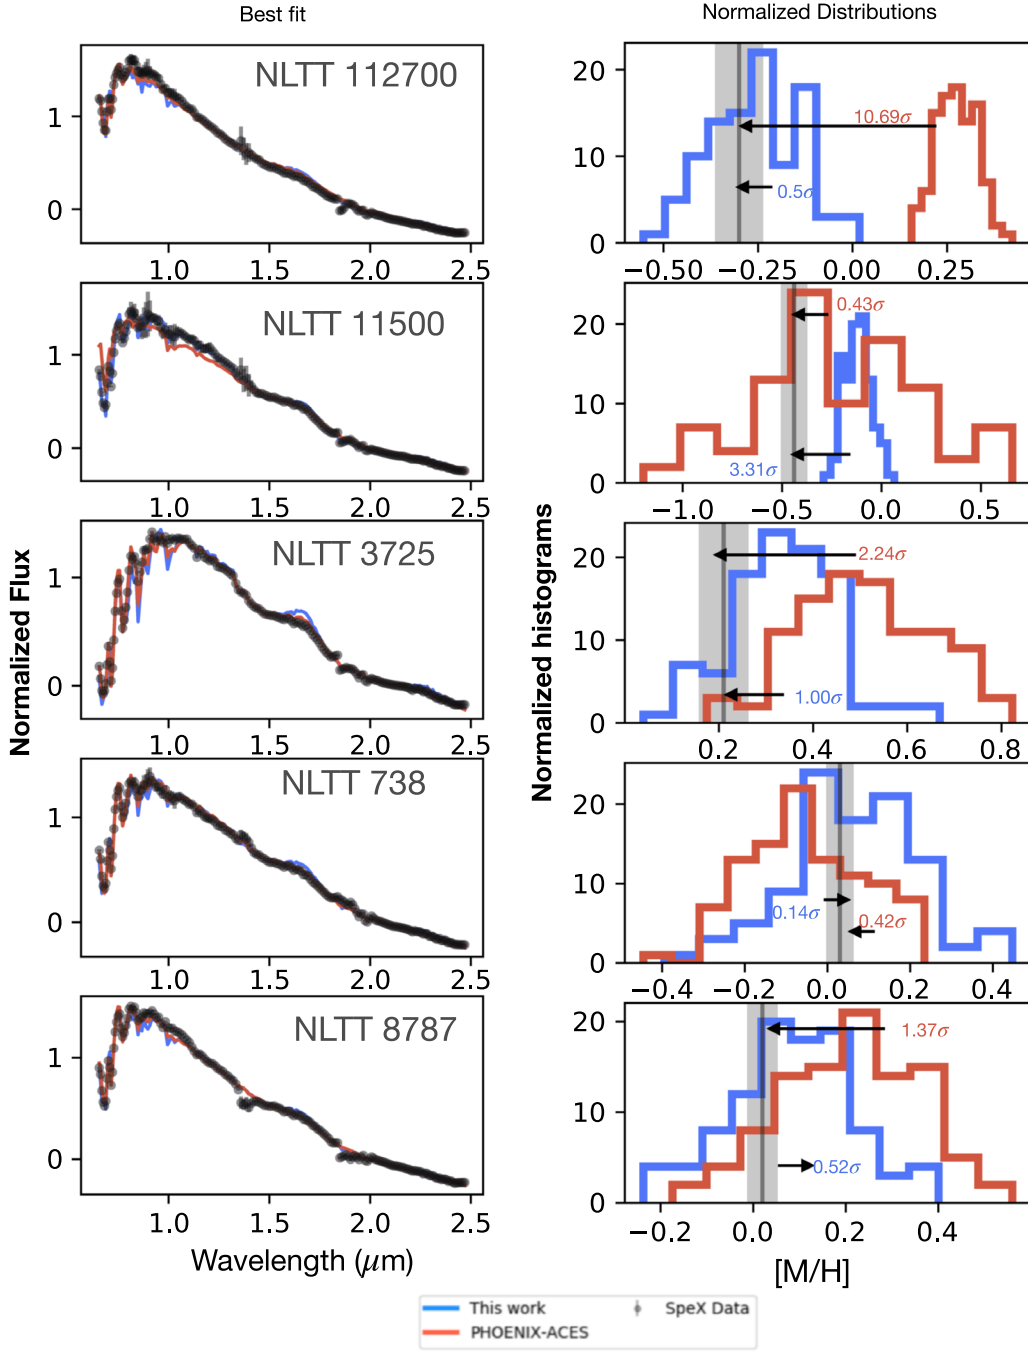 Best fit
Normalized Distributions
NLTT 112700
1
0
1.0 1.5 2.0 2.5
20
10
0
10.69σ
0.5σ
−0.50 −0.25 0.00 0.25
NLTT 11500
1
0
1.0 1.5 2.0 2.5
20
10
0
0.43σ
3.31σ
−1.0 −0.5 0.0 0.5
NLTT 3725
1
0
1.0 1.5 2.0 2.5
20
10
0
2.24σ
1.00σ
0.2 0.4 0.6 0.8
NLTT 738
1
0
1.0 1.5 2.0 2.5
20
10
0
0.14σ
0.42σ
−0.4 −0.2 0.0 0.2 0.4
NLTT 8787
1
0
1.0 1.5 2.0 2.5
20
10
0
1.37σ
0.52σ
−0.2 0.0 0.2 0.4
Normalized Flux
Normalized histograms
Wavelength (μm)
[M/H]
This work
PHOENIX-ACES
SpeX Data